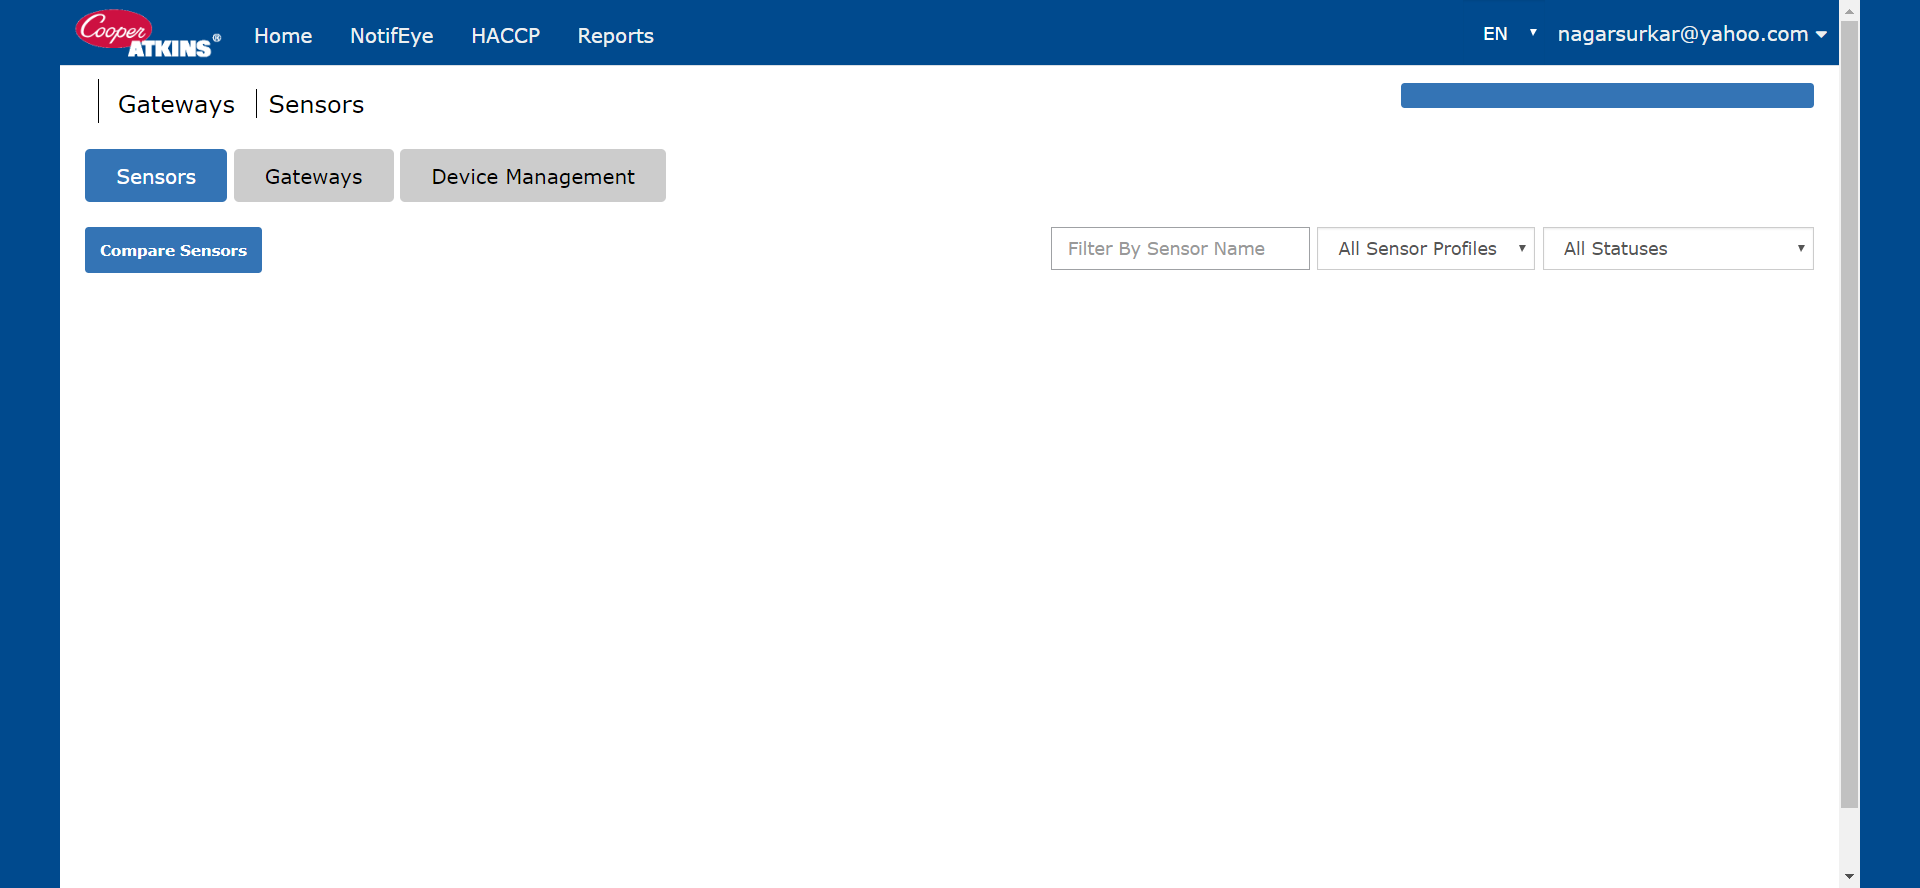 Cooper ATKINS® Home NotifEye HACCP Reports EN nagarsurkar@yahoo.com
Gateways Sensors
Sensors Gateways Device Management
Compare Sensors Filter By Sensor Name All Sensor Profiles All Statuses